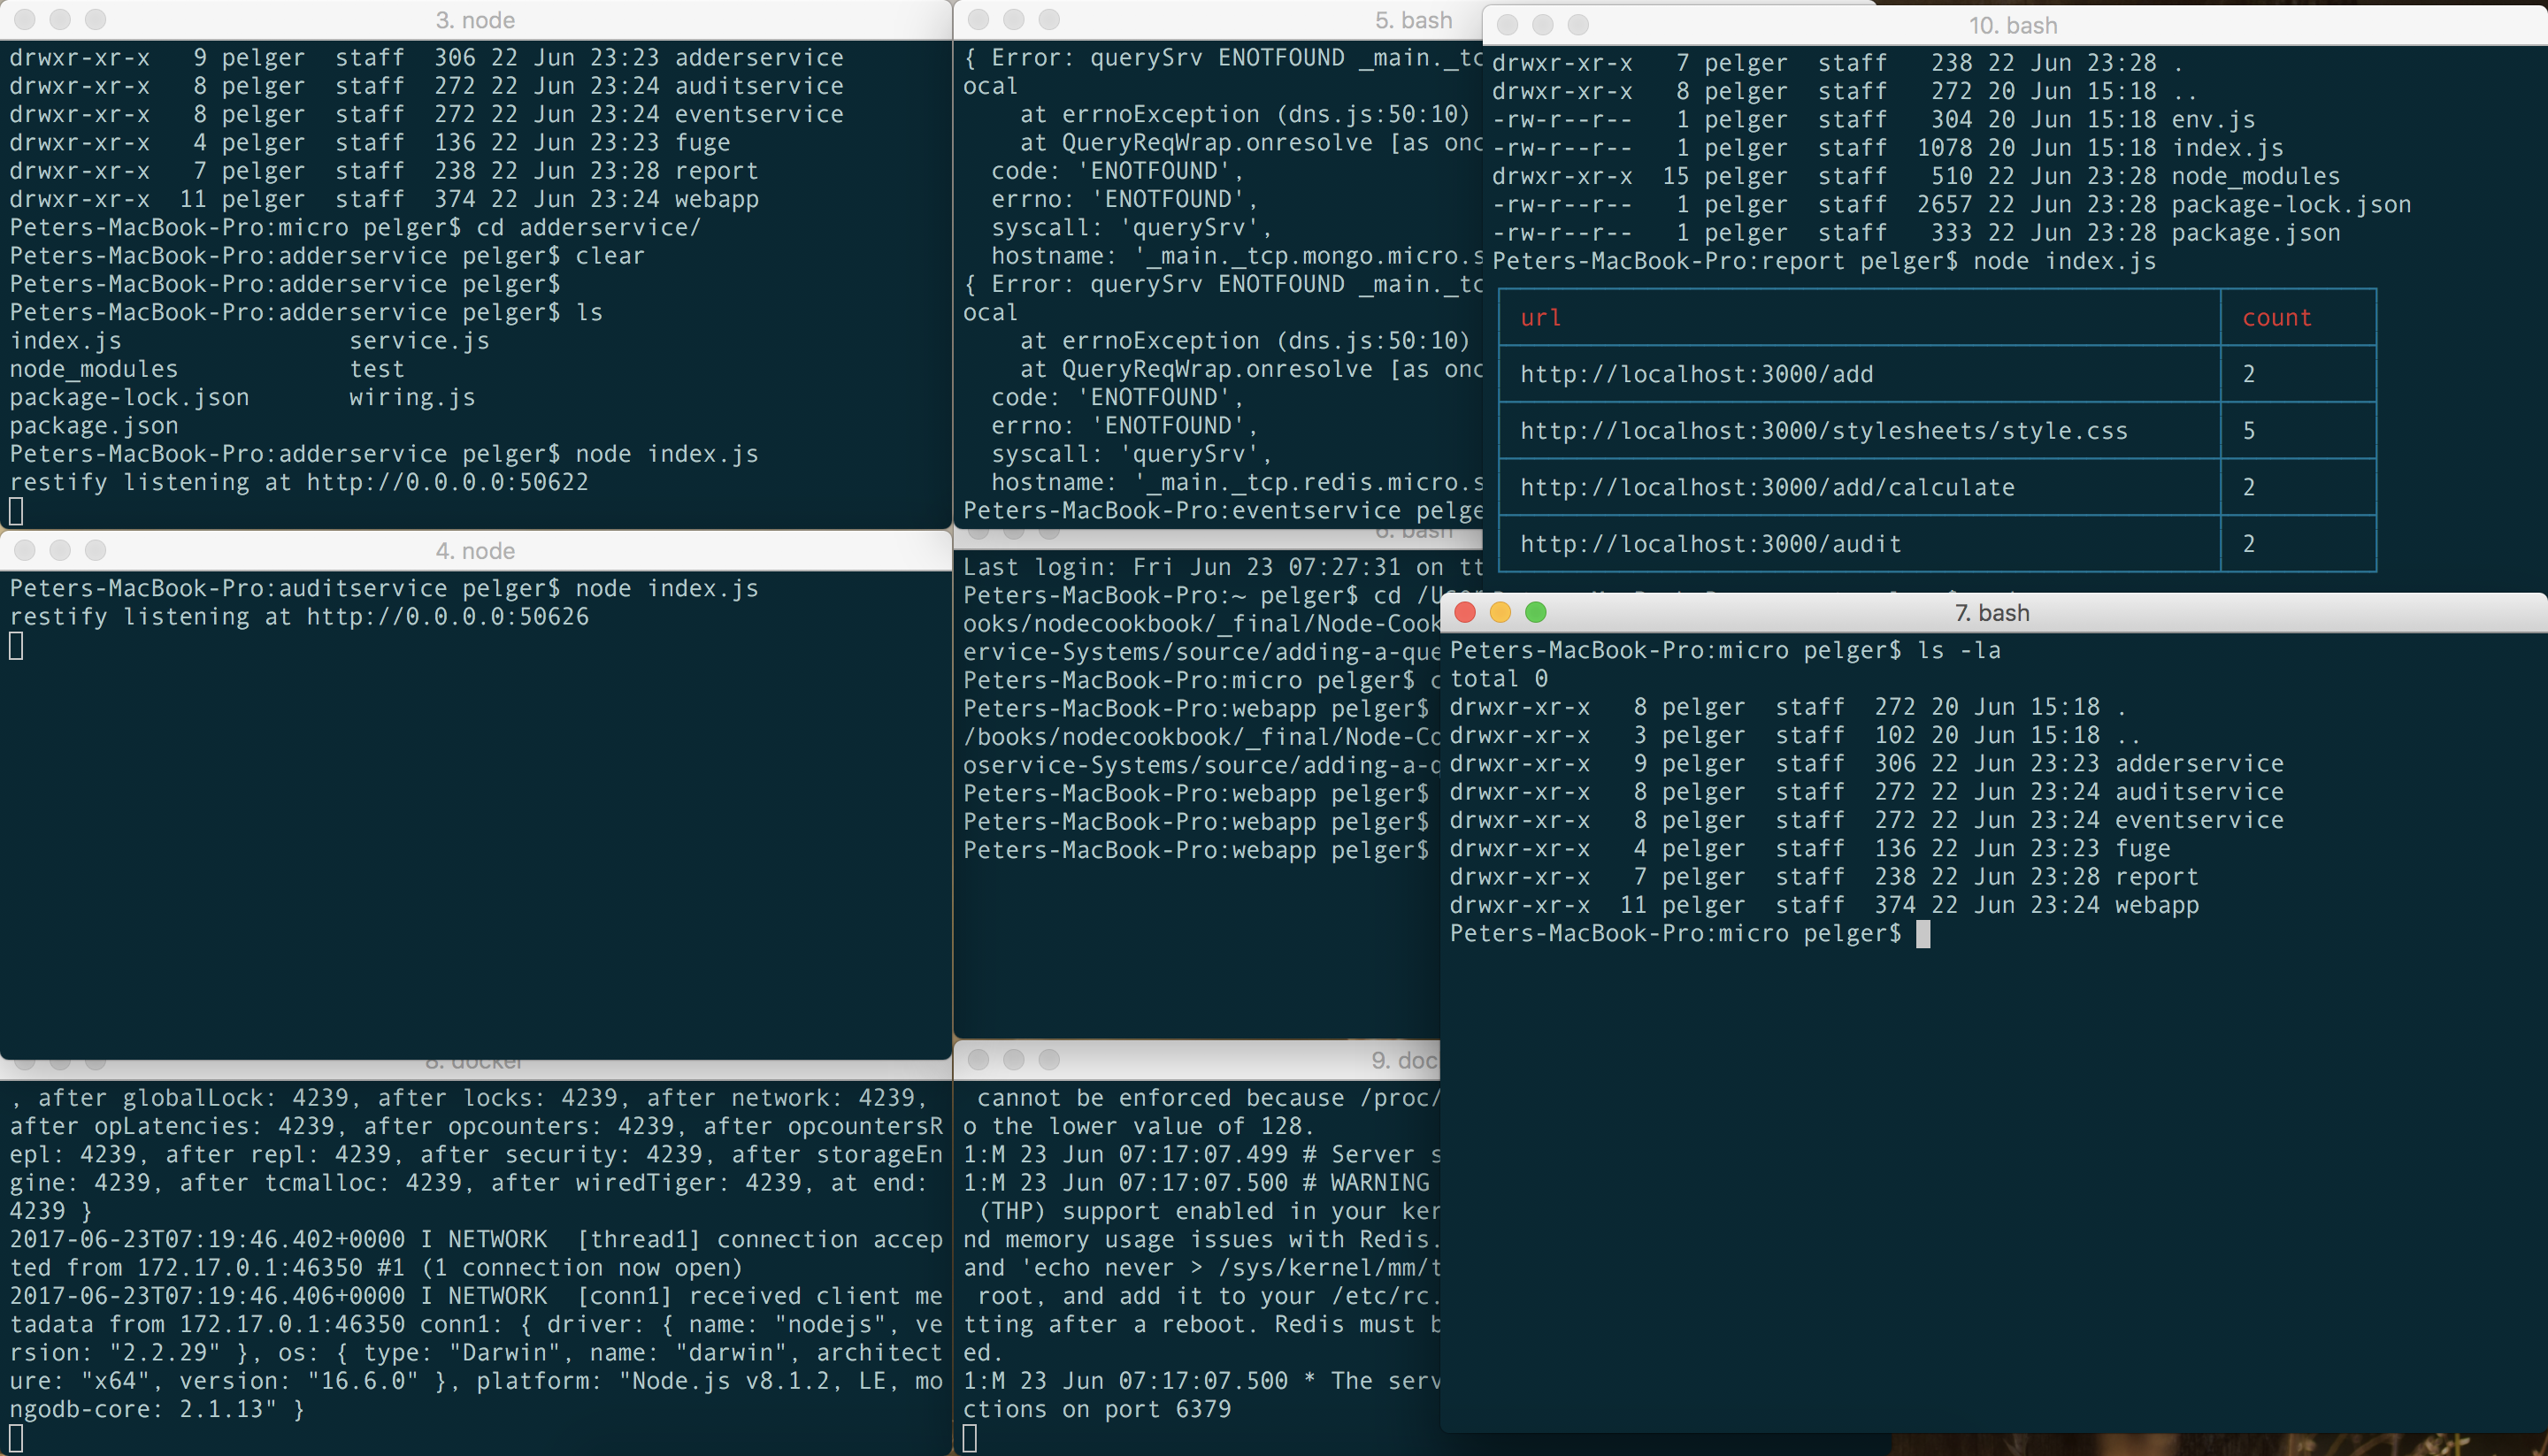 3. node
drwxr-xr-x   9 pelger  staff  306 22 Jun 23:23 adderservice
drwxr-xr-x   8 pelger  staff  272 22 Jun 23:24 auditservice
drwxr-xr-x   8 pelger  staff  272 22 Jun 23:24 eventservice
drwxr-xr-x   4 pelger  staff  136 22 Jun 23:23 fuge
drwxr-xr-x   7 pelger  staff  238 22 Jun 23:28 report
drwxr-xr-x  11 pelger  staff  374 22 Jun 23:24 webapp
Peters-MacBook-Pro:micro pelger$ cd adderservice/
Peters-MacBook-Pro:adderservice pelger$ clear
Peters-MacBook-Pro:adderservice pelger$
Peters-MacBook-Pro:adderservice pelger$ ls
index.js                service.js
node_modules            test
package-lock.json       wiring.js
package.json
Peters-MacBook-Pro:adderservice pelger$ node index.js
restify listening at http://0.0.0.0:50622
4. node
Peters-MacBook-Pro:auditservice pelger$ node index.js
restify listening at http://0.0.0.0:50626
8. docker
, after globalLock: 4239, after locks: 4239, after network: 4239,
after opLatencies: 4239, after opcounters: 4239, after opcountersR
epl: 4239, after repl: 4239, after security: 4239, after storageEn
gine: 4239, after tcmalloc: 4239, after wiredTiger: 4239, at end:
4239 }
2017-06-23T07:19:46.402+0000 I NETWORK  [thread1] connection accep
ted from 172.17.0.1:46350 #1 (1 connection now open)
2017-06-23T07:19:46.406+0000 I NETWORK  [conn1] received client me
tadata from 172.17.0.1:46350 conn1: { driver: { name: "nodejs", ve
rsion: "2.2.29" }, os: { type: "Darwin", name: "darwin", architect
ure: "x64", version: "16.6.0" }, platform: "Node.js v8.1.2, LE, mo
ngodb-core: 2.1.13" }
5. bash
{ Error: querySrv ENOTFOUND _main._tc
ocal
    at errnoException (dns.js:50:10)
    at QueryReqWrap.onresolve [as onc
  code: 'ENOTFOUND',
  errno: 'ENOTFOUND',
  syscall: 'querySrv',
  hostname: '_main._tcp.mongo.micro.s
{ Error: querySrv ENOTFOUND _main._tc
ocal
    at errnoException (dns.js:50:10)
    at QueryReqWrap.onresolve [as onc
  code: 'ENOTFOUND',
  errno: 'ENOTFOUND',
  syscall: 'querySrv',
  hostname: '_main._tcp.redis.micro.s
Peters-MacBook-Pro:eventservice pelge
6. bash
Last login: Fri Jun 23 07:27:31 on tt
Peters-MacBook-Pro:~ pelger$ cd /User
ooks/nodecookbook/_final/Node-Cook
ervice-Systems/source/adding-a-que
Peters-MacBook-Pro:micro pelger$ c
Peters-MacBook-Pro:webapp pelger$
/books/nodecookbook/_final/Node-Co
oservice-Systems/source/adding-a-q
Peters-MacBook-Pro:webapp pelger$
Peters-MacBook-Pro:webapp pelger$
Peters-MacBook-Pro:webapp pelger$
9. doc
cannot be enforced because /proc/
o the lower value of 128.
1:M 23 Jun 07:17:07.499 # Server s
1:M 23 Jun 07:17:07.500 # WARNING
 (THP) support enabled in your ker
nd memory usage issues with Redis.
and 'echo never > /sys/kernel/mm/t
 root, and add it to your /etc/rc.
tting after a reboot. Redis must b
ed.
1:M 23 Jun 07:17:07.500 * The serv
ctions on port 6379
10. bash
drwxr-xr-x   7 pelger  staff   238 22 Jun 23:28 .
drwxr-xr-x   8 pelger  staff   272 20 Jun 15:18 ..
-rw-r--r--   1 pelger  staff   304 20 Jun 15:18 env.js
-rw-r--r--   1 pelger  staff  1078 20 Jun 15:18 index.js
drwxr-xr-x  15 pelger  staff   510 22 Jun 23:28 node_modules
-rw-r--r--   1 pelger  staff  2657 22 Jun 23:28 package-lock.json
-rw-r--r--   1 pelger  staff   333 22 Jun 23:28 package.json
Peters-MacBook-Pro:report pelger$ node index.js
url count
http://localhost:3000/add 2
http://localhost:3000/stylesheets/style.css 5
http://localhost:3000/add/calculate 2
http://localhost:3000/audit 2
7. bash
Peters-MacBook-Pro:micro pelger$ ls -la
total 0
drwxr-xr-x   8 pelger  staff  272 20 Jun 15:18 .
drwxr-xr-x   3 pelger  staff  102 20 Jun 15:18 ..
drwxr-xr-x   9 pelger  staff  306 22 Jun 23:23 adderservice
drwxr-xr-x   8 pelger  staff  272 22 Jun 23:24 auditservice
drwxr-xr-x   8 pelger  staff  272 22 Jun 23:24 eventservice
drwxr-xr-x   4 pelger  staff  136 22 Jun 23:23 fuge
drwxr-xr-x   7 pelger  staff  238 22 Jun 23:28 report
drwxr-xr-x  11 pelger  staff  374 22 Jun 23:24 webapp
Peters-MacBook-Pro:micro pelger$